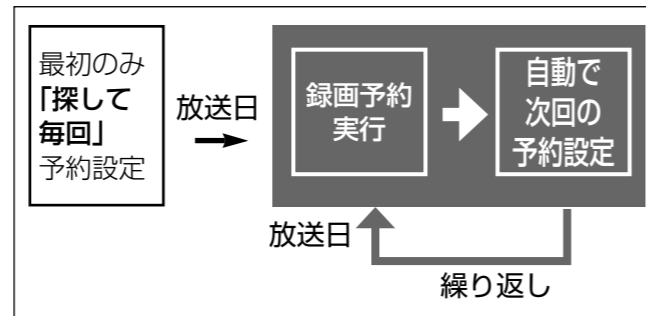 最初のみ
「探して
毎回」
予約設定
放送日
録画予約
実行
自動で
次回の
予約設定
放送日
繰り返し